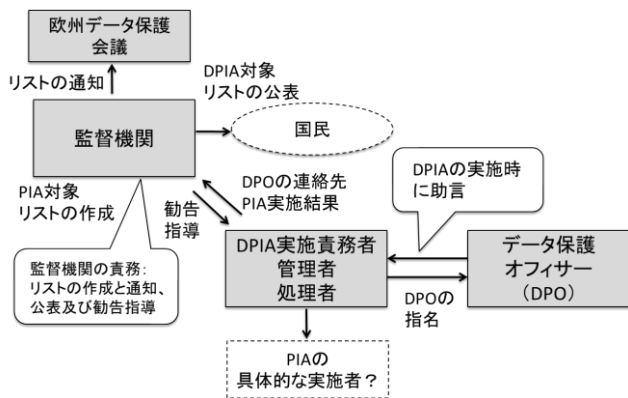 欧州データ保護
会議
リストの通知
DPIA対象
リストの公表
監督機関
国民
PIA対象
リストの作成
勧告
指導
DPOの連絡先
PIA実施結果
DPIAの実施時
に助言
監督機関の責務：
リストの作成と通知、
公表及び勧告指導
DPIA実施責務者
管理者
処理者
データ保護
オフィサー
（DPO）
DPOの
指名
PIAの
具体的な実施者？